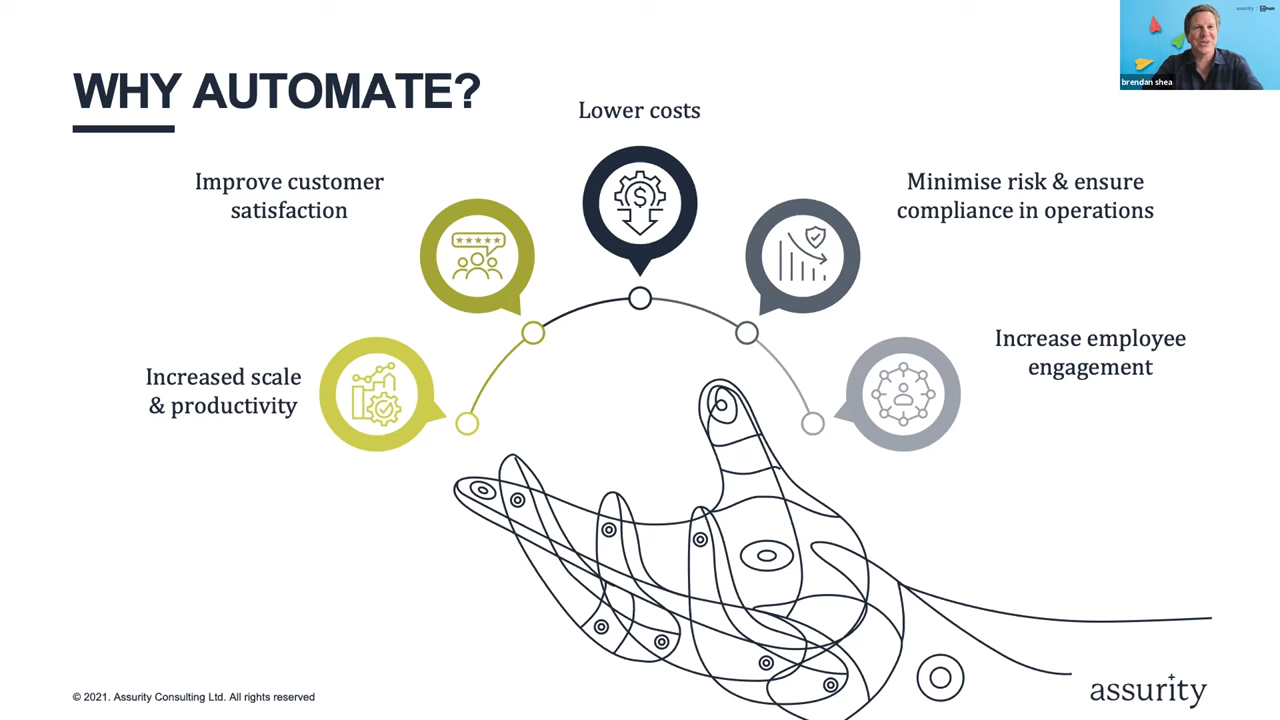 WHY AUTOMATE?
Lower costs
Improve customer
satisfaction
Minimise risk & ensure
compliance in operations
Increased scale
& productivity
Increase employee
engagement
$
© 2021. Assurity Consulting Ltd. All rights reserved
assurity
assurity
brendan shea